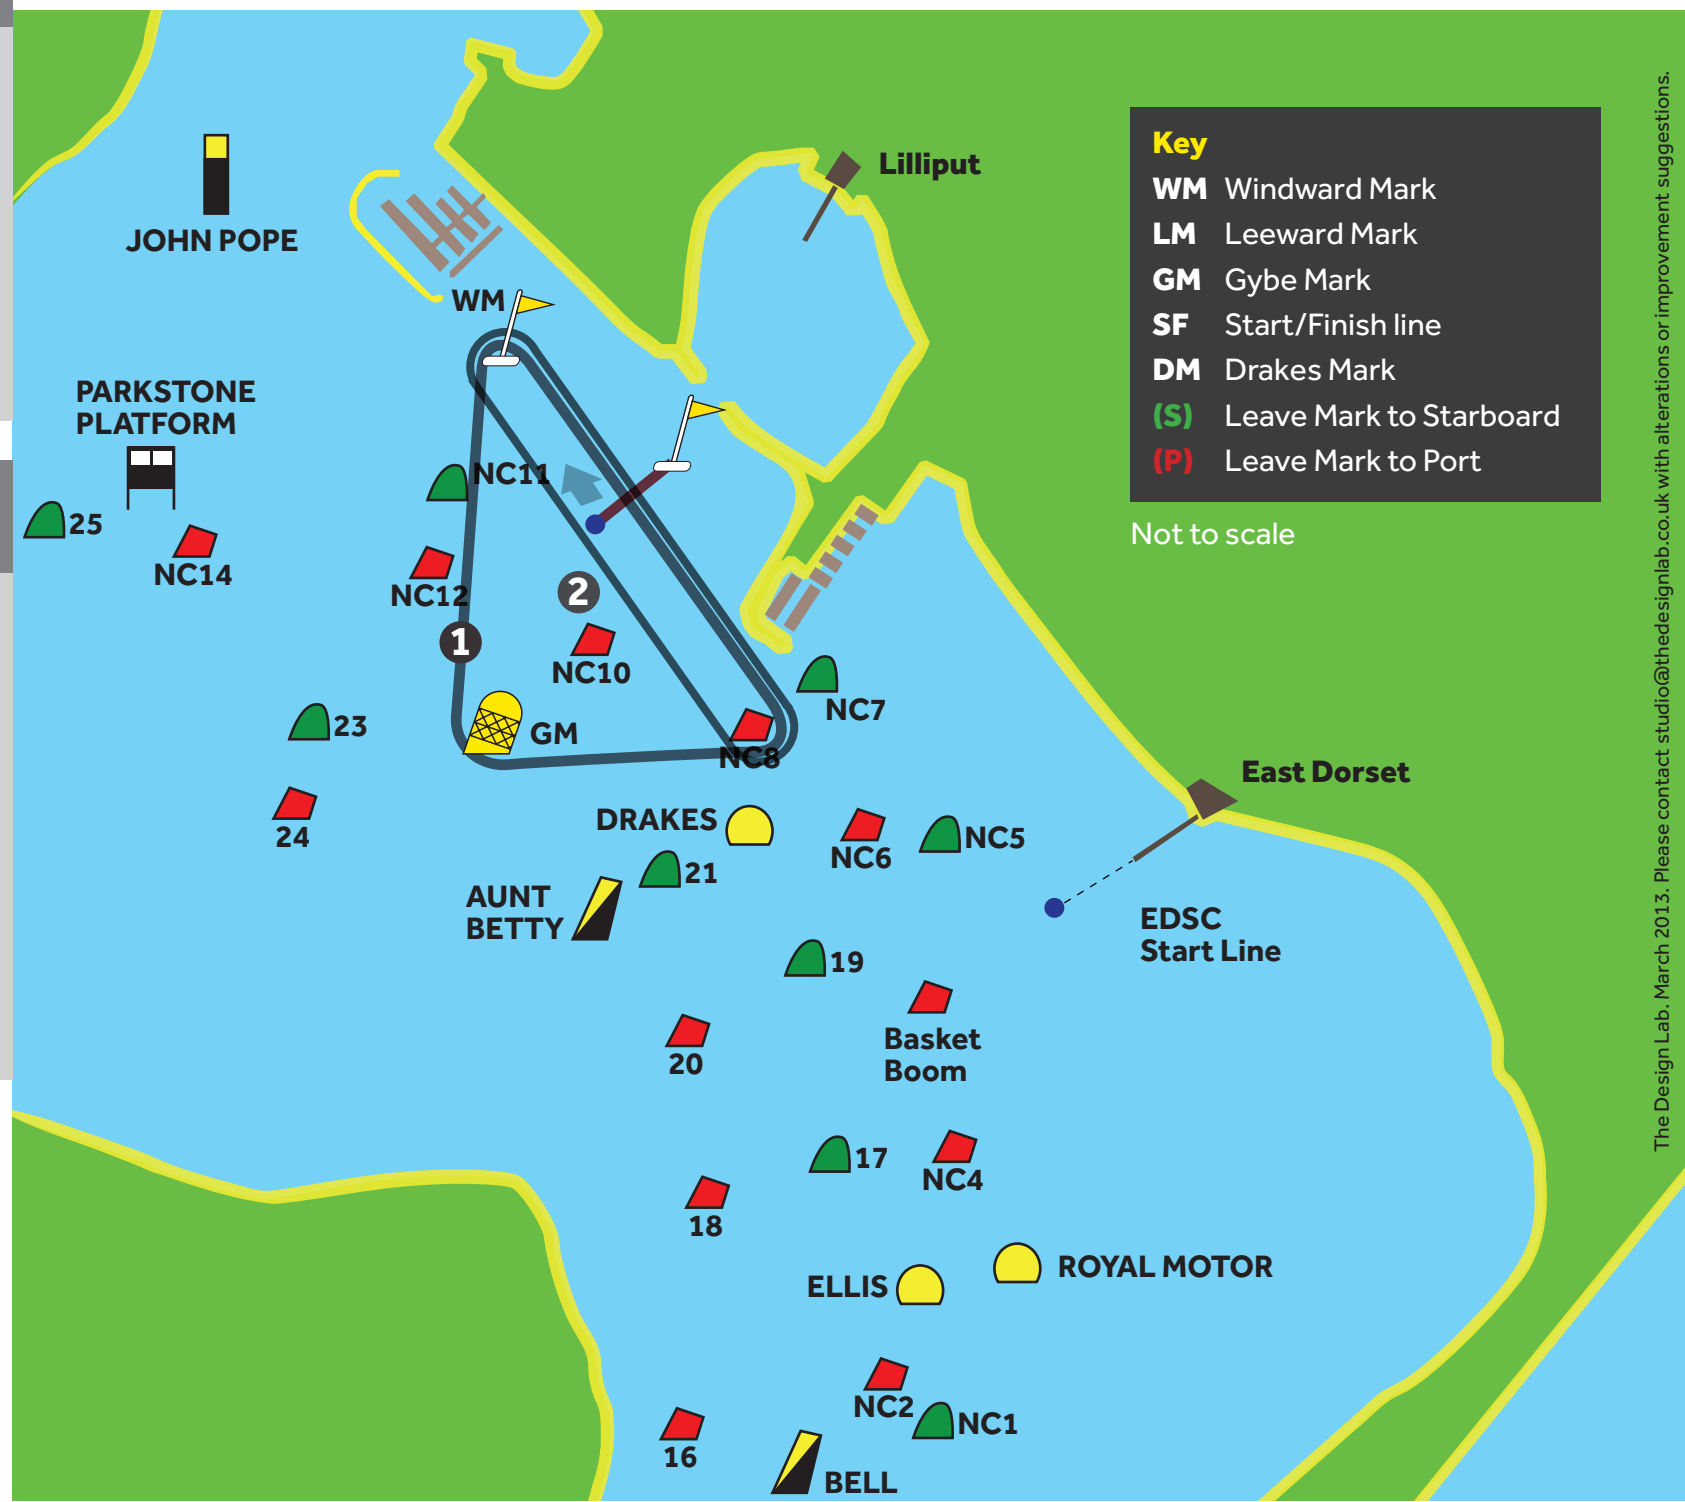 Lilliput
Key
WM Windward Mark
LM Leeward Mark
GM Gybe Mark
SF Start/Finish line
DM Drakes Mark
(S) Leave Mark to Starboard
(P) Leave Mark to Port
Not to scale
JOHN POPE
WM
PARKSTONE
PLATFORM
NC11
25
NC14
NC12
2
1
NC10
NC7
23
GM
NC8
East Dorset
24
DRAKES
NC6
NC5
21
AUNT
BETTY
EDSC
Start Line
19
Basket
Boom
20
17
NC4
18
ROYAL MOTOR
ELLIS
NC2
NC1
16
BELL
The Design Lab. March 2013. Please contact studio@thedesignlab.co.uk with alterations or improvement suggestions.